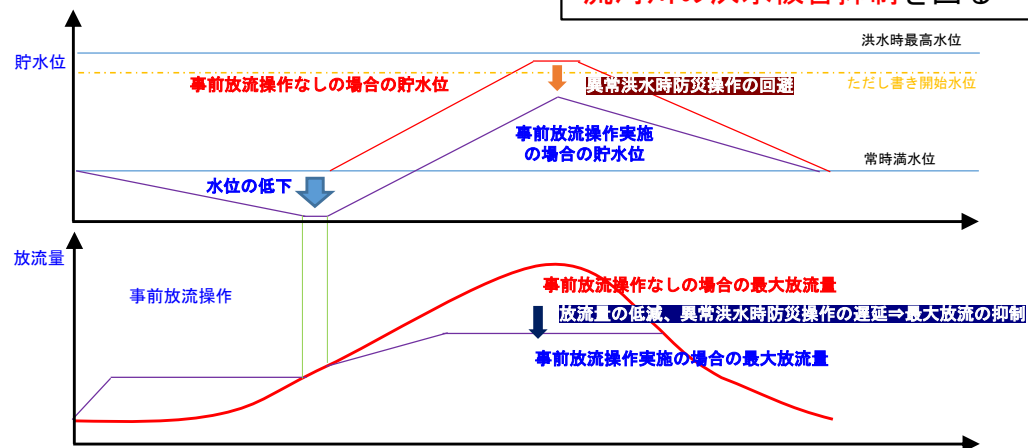 洪水時最高水位
貯水位
事前放流操作なしの場合の貯水位
異常洪水時防災操作の回避
ただし書き開始水位
事前放流操作実施
の場合の貯水位
常時満水位
水位の低下
放流量
事前放流操作
事前放流操作なしの場合の最大放流量
放流量の低減、異常洪水時防災操作の遅延⇒最大放流の抑制
事前放流操作実施の場合の最大放流量